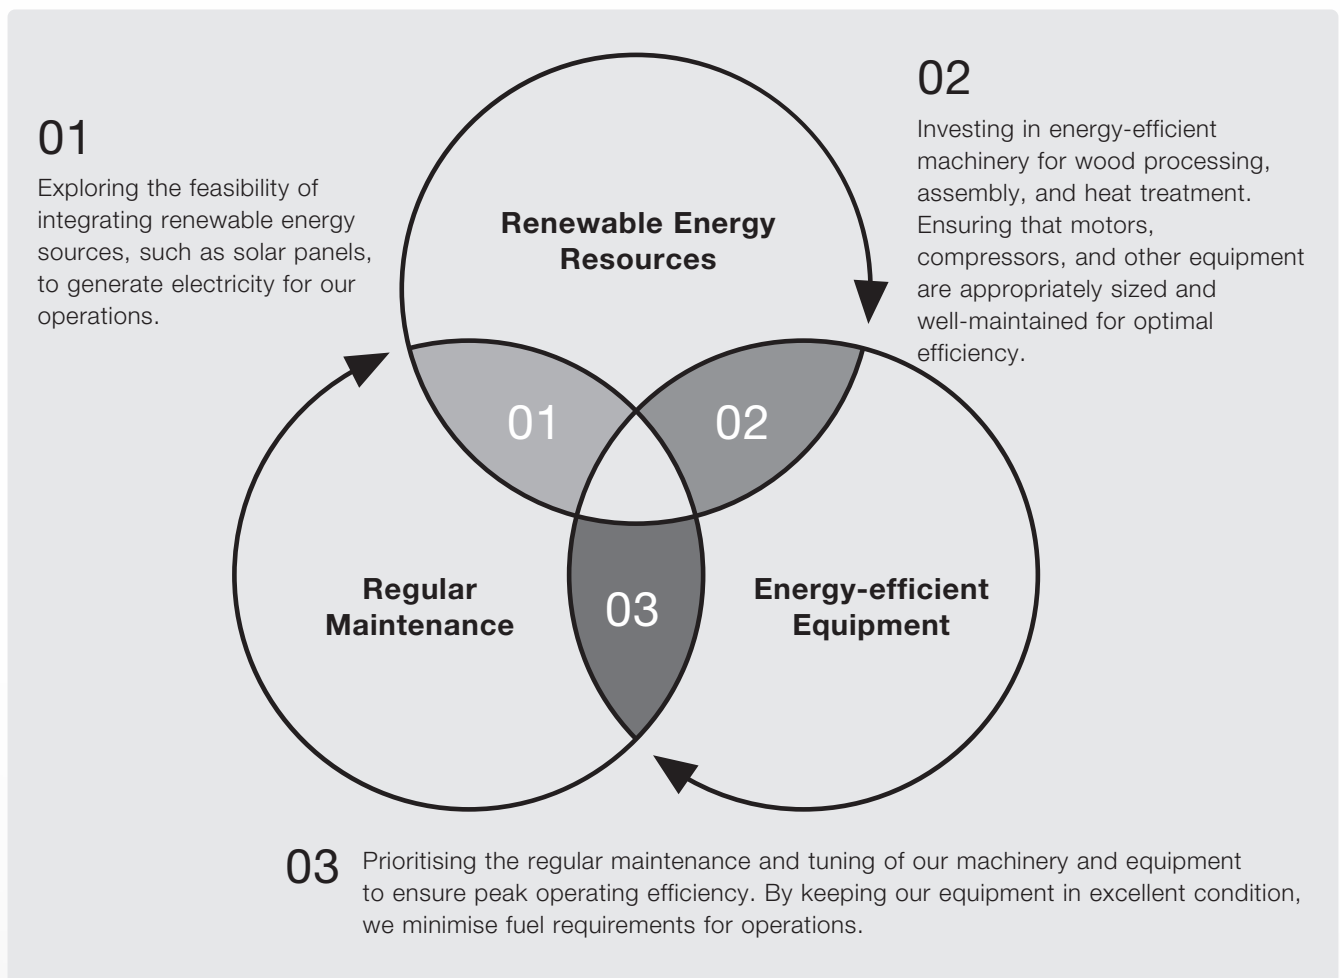 01
Exploring the feasibility of
integrating renewable energy
sources, such as solar panels,
to generate electricity for our
operations.
02
Investing in energy-efficient
machinery for wood processing,
assembly, and heat treatment.
Ensuring that motors,
compressors, and other equipment
are appropriately sized and
well-maintained for optimal
efficiency.
Renewable Energy
Resources
01
02
Regular
Maintenance
03
Energy-efficient
Equipment
03
Prioritising the regular maintenance and tuning of our machinery and equipment
to ensure peak operating efficiency. By keeping our equipment in excellent condition,
we minimise fuel requirements for operations.